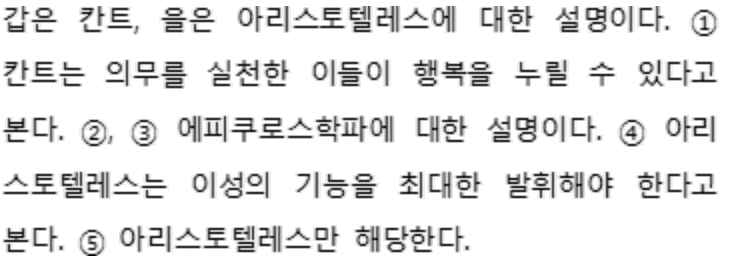 갑은 칸트, 을은 아리스토텔레스에 대한 설명이다. ①
칸트는 의무를 실천한 이들이 행복을 누릴 수 있다고
본다. ②, ③ 에피쿠로스학파에 대한 설명이다. ④ 아리
스토텔레스는 이성의 기능을 최대한 발휘해야 한다고
본다. ⑤ 아리스토텔레스만 해당한다.